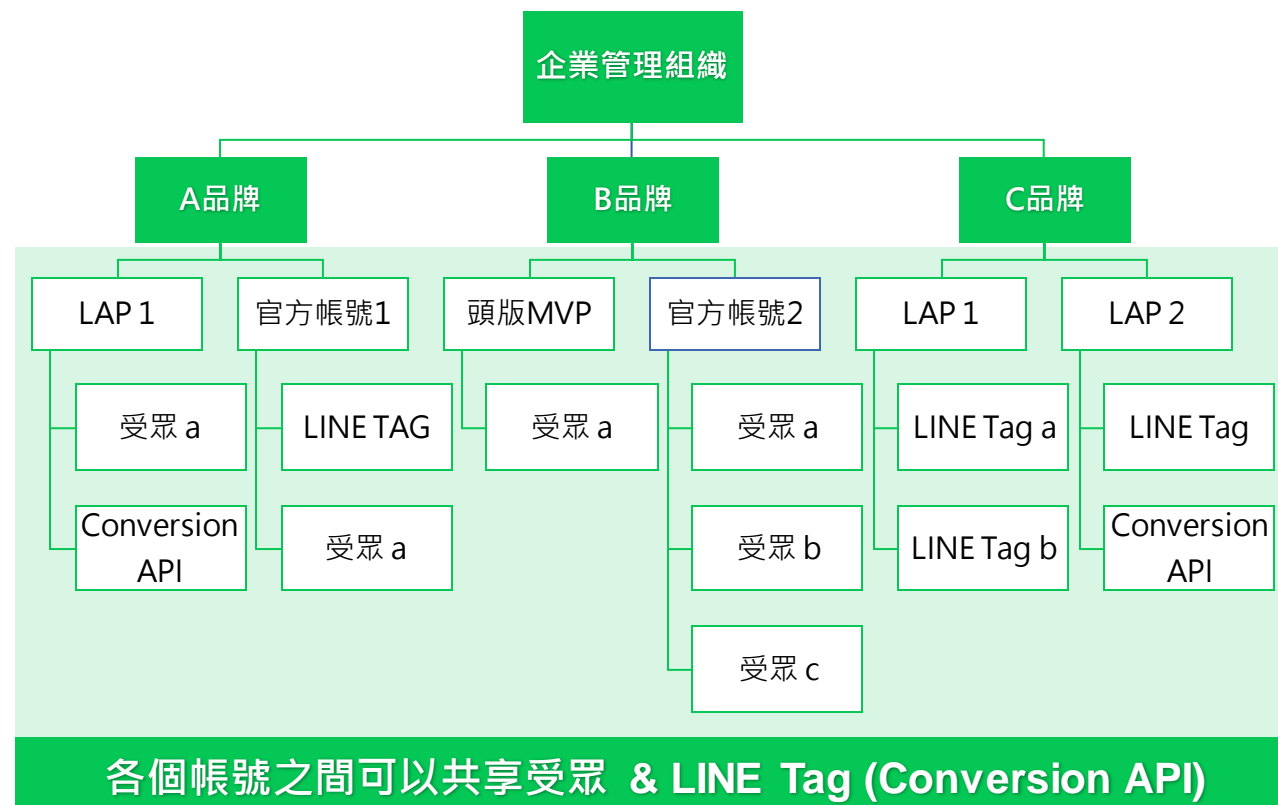 企業管理組織
A品牌
B品牌
C品牌
LAP 1
官方帳號1
頭版MVP
官方帳號2
LAP 1
LAP 2
受眾 a
LINE TAG
受眾 a
受眾 a
LINE Tag a
LINE Tag
Conversion
API
受眾 a
受眾 b
LINE Tag b
Conversion
API
受眾 c
各個帳號之間可以共享受眾 & LINE Tag (Conversion API)